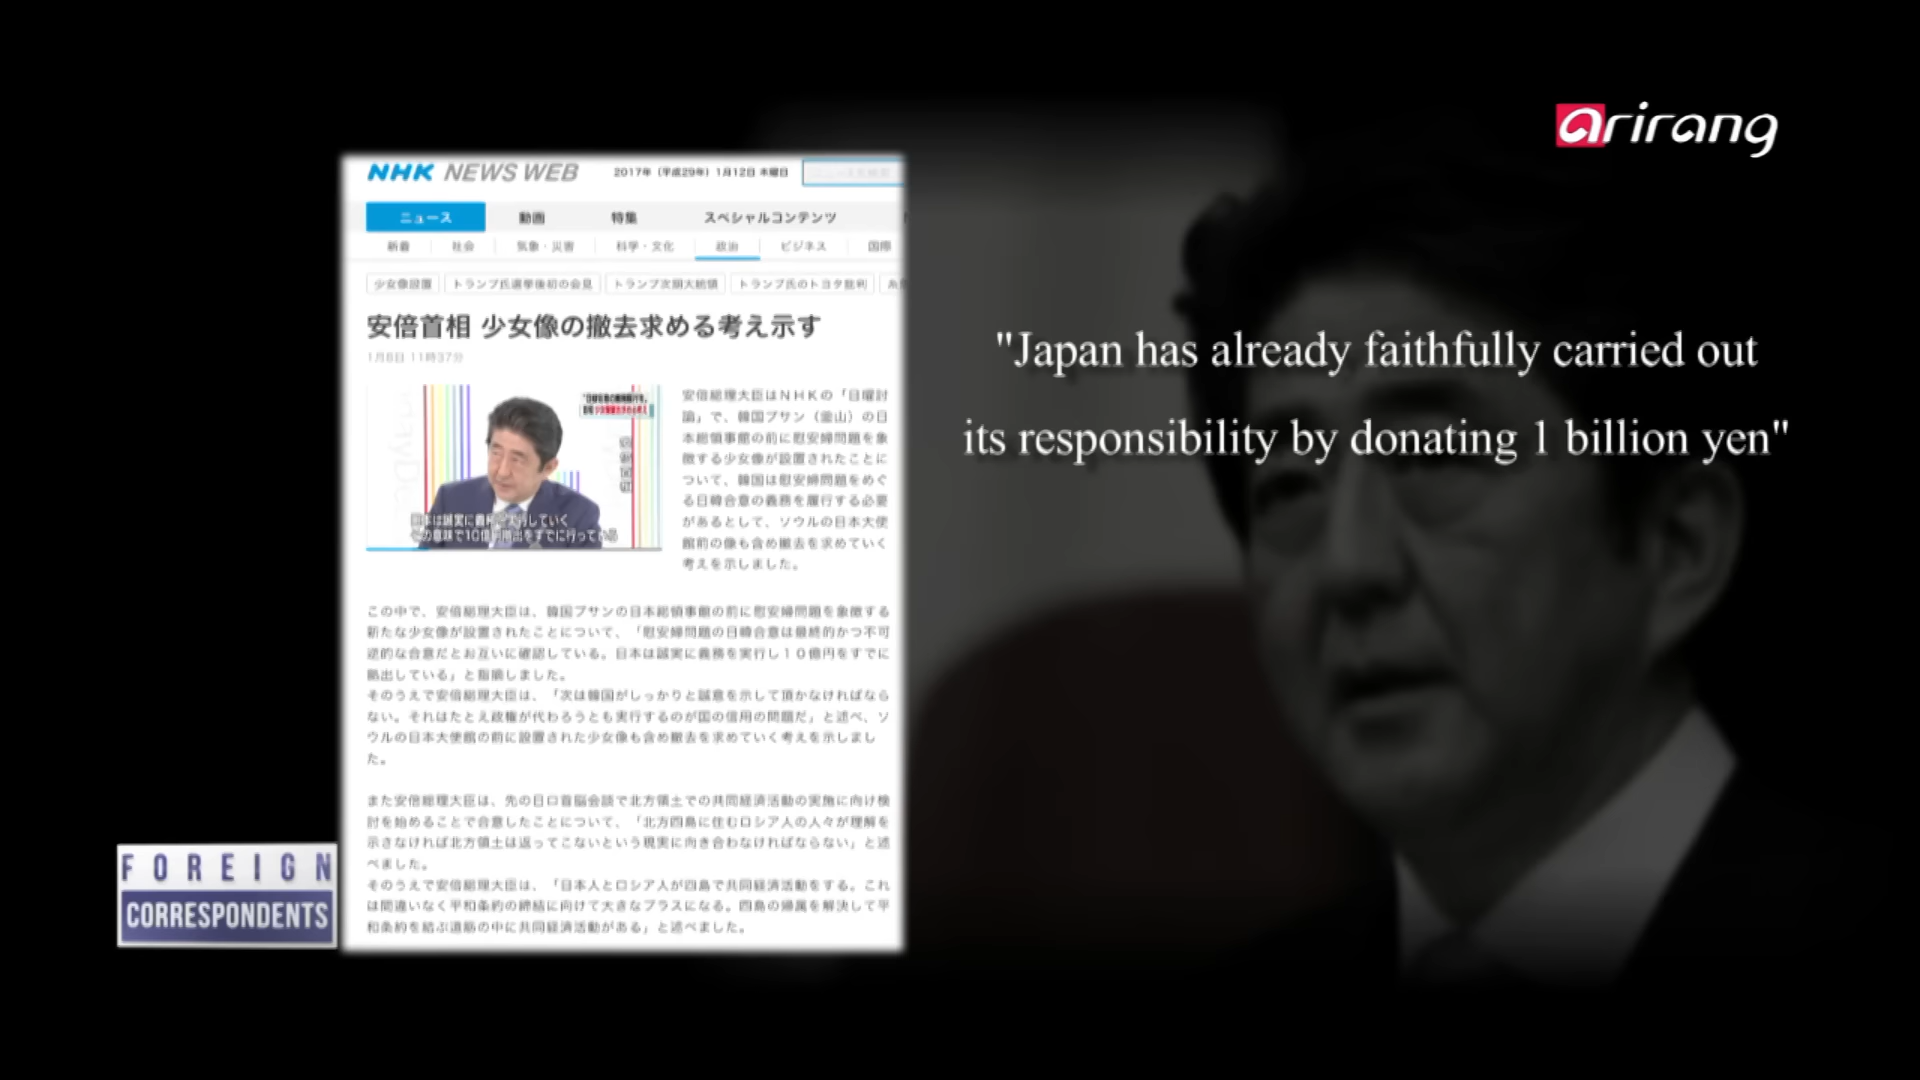 arirang
NHK NEWS WEB
2017年（平成29年）1月12日 木曜日
ニュース 動画 特集 スペシャルコンテンツ
新着 社会 気象・災害 科学・文化 政治 ビジネス 国際
少女像設置 トランプ氏選挙後初の会見 トランプ次期大統領 トランプ氏のトヨタ批判
安倍首相 少女像の撤去求める考え示す
1月8日 11時37分
安倍総理大臣はＮＨＫの「日曜討
論」で、韓国プサン（釜山）の日
本総領事館の前に慰安婦問題を象
徴する少女像が設置されたことに
ついて、韓国は慰安婦問題をめぐ
る日韓合意の義務を履行する必要
があるとして、ソウルの日本大使
館前の像も含め撤去を求めていく
考えを示しました。
日本は誠実に義務を実行していく
その意味で10億円拠出をすでに行っている
この中で、安倍総理大臣は、韓国プサンの日本総領事館の前に慰安婦問題を象徴する
新たな少女像が設置されたことについて、「慰安婦問題の日韓合意は最終的かつ不可
逆的な合意だとお互いに確認している。日本は誠実に義務を実行し１０億円をすでに
拠出している」と指摘しました。
そのうえで安倍総理大臣は、「次は韓国がしっかりと誠意を示して頂かなければなら
ない。それはたとえ政権が代わろうとも実行するのが国の信用の問題だ」と述べ、ソ
ウルの日本大使館の前に設置された少女像も含め撤去を求めていく考えを示しまし
た。
また安倍総理大臣は、先の日ロ首脳会談で北方領土での共同経済活動の実施に向け検
討を始めることで合意したことについて、「北方四島に住むロシア人の人々が理解を
示さなければ北方領土は返ってこないという現実に向き合わなければならない」と述
べました。
そのうえで安倍総理大臣は、「日本人とロシア人が四島で共同経済活動をする。これ
は間違いなく平和条約の締結に向けて大きなプラスになる。四島の帰属を解決して平
和条約を結ぶ道筋の中に共同経済活動がある」と述べました。
"Japan has already faithfully carried out
its responsibility by donating 1 billion yen"
FOREIGN
CORRESPONDENTS